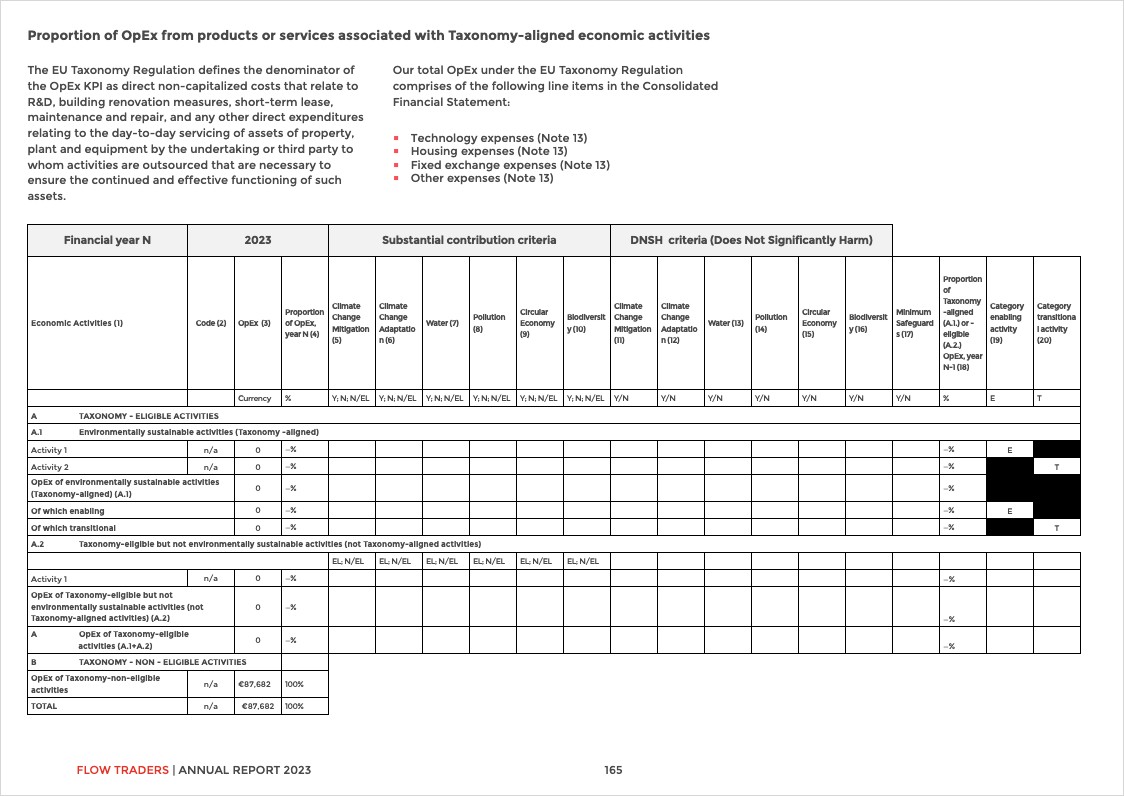 Proportion of OpEx from products or services associated with Taxonomy-aligned economic activities
The EU Taxonomy Regulation defines the denominator of
the OpEx KPI as direct non-capitalized costs that relate to
R&D, building renovation measures, short-term lease,
maintenance and repair, and any other direct expenditures
relating to the day-to-day servicing of assets of property,
plant and equipment by the undertaking or third party to
whom activities are outsourced that are necessary to
ensure the continued and effective functioning of such
assets.
Our total OpEx under the EU Taxonomy Regulation
comprises of the following line items in the Consolidated
Financial Statement:
▪ Technology expenses (Note 13)
▪ Housing expenses (Note 13)
▪ Fixed exchange expenses (Note 13)
▪ Other expenses (Note 13)
Financial year N 2023 Substantial contribution criteria DNSH criteria (Does Not Significantly Harm)
Economic Activities (1)
Code (2)
OpEx (3)
Proportion
of OpEx,
year N (4)
Climate
Change
Mitigation
(5)
Climate
Change
Adaptatio
n (6)
Water (7)
Pollution
(8)
Circular
Economy
(9)
Biodiversit
y (10)
Climate
Change
Mitigation
(11)
Climate
Change
Adaptatio
n (12)
Water (13)
Pollution
(14)
Circular
Economy
(15)
Biodiversit
y (16)
Minimum
Safeguard
s (17)
Proportion
of
Taxonomy
-aligned
(A.1.) or -
eligible
(A.2.)
OpEx, year
N-1 (18)
Category
enabling
activity
(19)
Category
transitiona
l activity
(20)
Currency % Y; N; N/EL Y; N; N/EL Y; N; N/EL Y; N; N/EL Y; N; N/EL Y; N; N/EL Y/N Y/N Y/N Y/N Y/N Y/N Y/N % E T
A TAXONOMY - ELIGIBLE ACTIVITIES
A.1 Environmentally sustainable activities (Taxonomy -aligned)
Activity 1 n/a 0 –% –% E
Activity 2 n/a 0 –% –% T
OpEx of environmentally sustainable activities
(Taxonomy-aligned) (A.1) 0 –% –%
Of which enabling 0 –% –% E
Of which transitional 0 –% –% T
A.2 Taxonomy-eligible but not environmentally sustainable activities (not Taxonomy-aligned activities)
EL; N/EL EL; N/EL EL; N/EL EL; N/EL EL; N/EL EL; N/EL
Activity 1 n/a 0 –% –%
OpEx of Taxonomy-eligible but not
environmentally sustainable activities (not
Taxonomy-aligned activities) (A.2) 0 –% –%
A OpEx of Taxonomy-eligible
activities (A.1+A.2) 0 –% –%
B TAXONOMY - NON - ELIGIBLE ACTIVITIES
OpEx of Taxonomy-non-eligible
activities n/a €87,682 100%
TOTAL n/a €87,682 100%
FLOW TRADERS | ANNUAL REPORT 2023 165